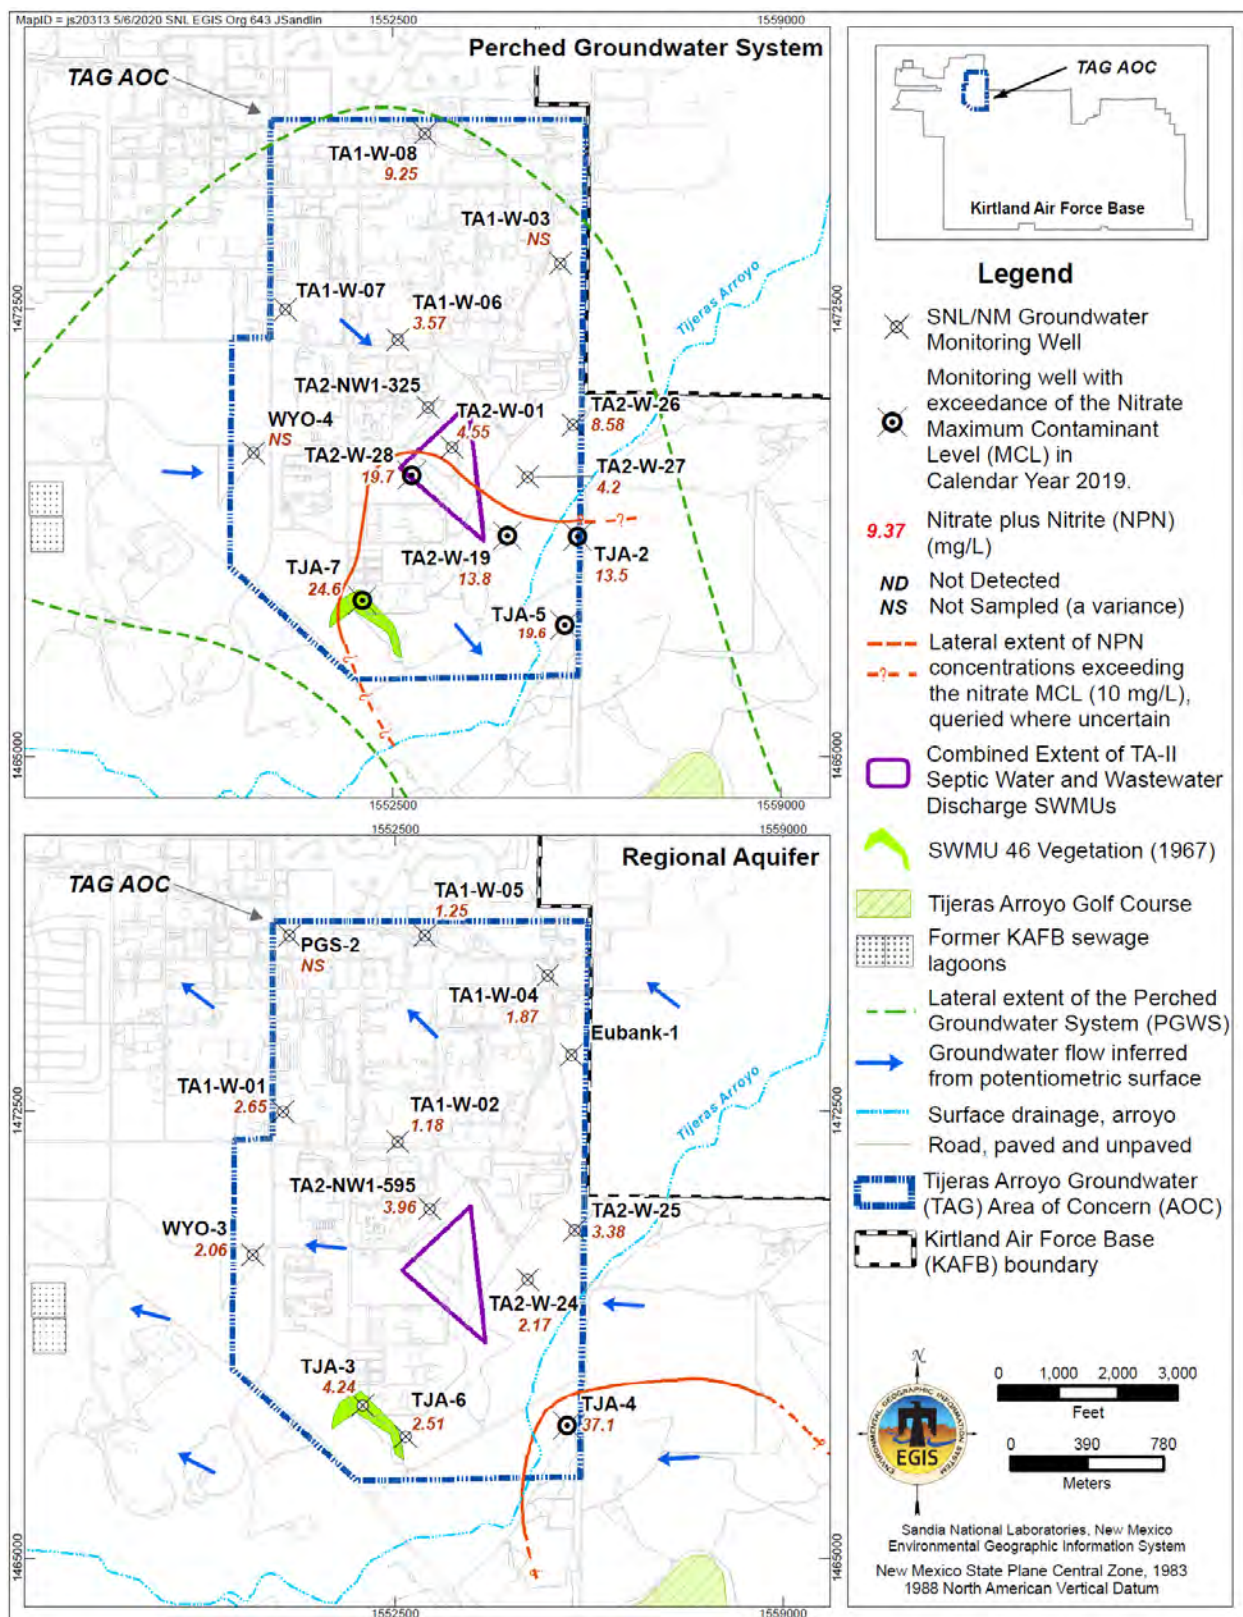 MapID = js20313 5/6/2020 SNL EGIS Org 643 JSandlin
1552500
1559000
Perched Groundwater System
TAG AOC
TA1-W-08
9.25
TA1-W-03
NS
Tijeras Arroyo
1472500
TA1-W-07
TA1-W-06
3.57
TA2-NW1-325
TA2-W-01
4.55
TA2-W-26
8.58
WYO-4
NS
TA2-W-28
19.7
TA2-W-27
4.2
-?-
TA2-W-19
13.8
TJA-2
13.5
TJA-7
24.6
TJA-5
19.6
?
?
?
1465000
1552500
1559000
1552500
1559000
Regional Aquifer
TAG AOC
TA1-W-05
1.25
PGS-2
NS
TA1-W-04
1.87
Eubank-1
Tijeras Arroyo
TA1-W-01
2.65
1472500
TA1-W-02
1.18
TA2-NW1-595
3.96
TA2-W-25
3.38
WYO-3
2.06
TA2-W-24
2.17
TJA-3
4.24
TJA-6
2.51
TJA-4
37.1
?
?
1465000
1552500
1559000
TAG AOC
Kirtland Air Force Base
Legend
SNL/NM Groundwater
Monitoring Well
Monitoring well with
exceedance of the Nitrate
Maximum Contaminant
Level (MCL) in
Calendar Year 2019.
9.37 Nitrate plus Nitrite (NPN)
(mg/L)
ND Not Detected
NS Not Sampled (a variance)
Lateral extent of NPN
-?- concentrations exceeding
the nitrate MCL (10 mg/L),
queried where uncertain
Combined Extent of TA-II
Septic Water and Wastewater
Discharge SWMUs
SWMU 46 Vegetation (1967)
Tijeras Arroyo Golf Course
Former KAFB sewage
lagoons
Lateral extent of the Perched
Groundwater System (PGWS)
Groundwater flow inferred
from potentiometric surface
Surface drainage, arroyo
Road, paved and unpaved
Tijeras Arroyo Groundwater
(TAG) Area of Concern (AOC)
Kirtland Air Force Base
(KAFB) boundary
N
ENVIRONMENTAL GEOGRAPHIC INFORMATION SYSTEM
EGIS
0 1,000 2,000 3,000
Feet
0 390 780
Meters
Sandia National Laboratories, New Mexico
Environmental Geographic Information System
New Mexico State Plane Central Zone, 1983
1988 North American Vertical Datum